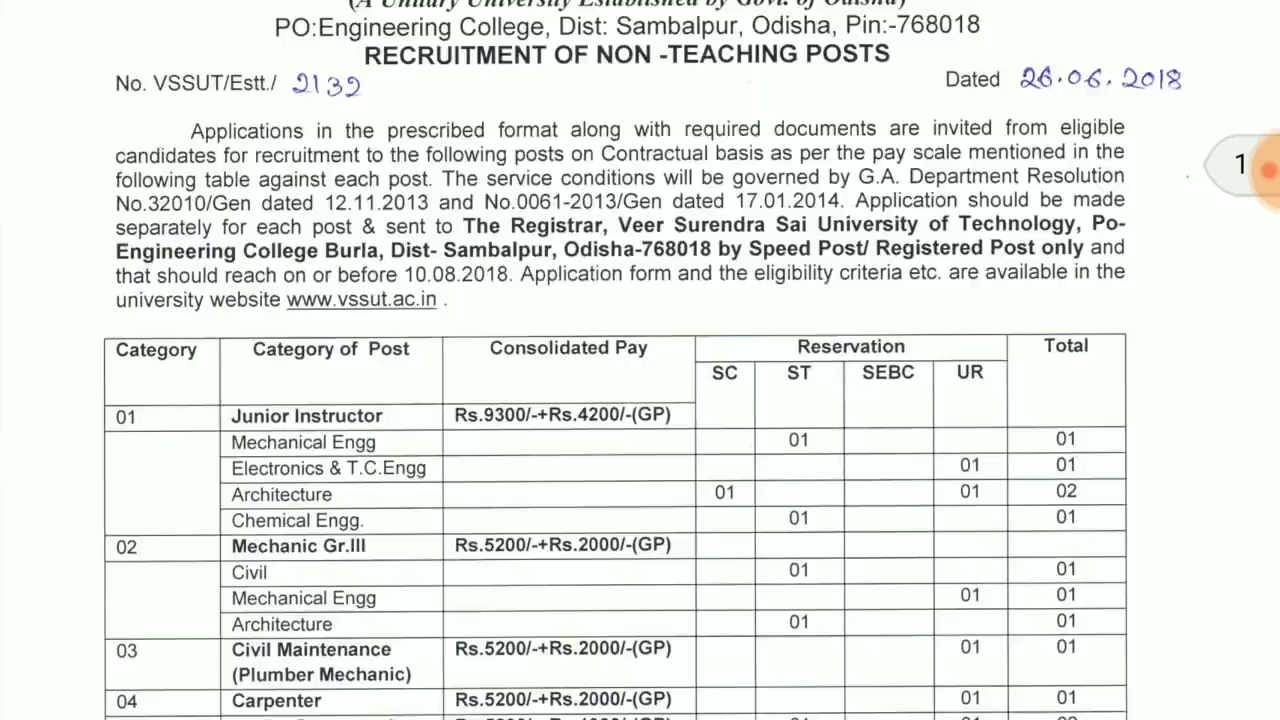 (A Unitary University Established by Govt. of Odisha)
PO:Engineering College, Dist: Sambalpur, Odisha, Pin:-768018
RECRUITMENT OF NON -TEACHING POSTS
No. VSSUT/Estt./ 2132 Dated 26.06.2018
Applications in the prescribed format along with required documents are invited from eligible
candidates for recruitment to the following posts on Contractual basis as per the pay scale mentioned in the
following table against each post. The service conditions will be governed by G.A. Department Resolution
No.32010/Gen dated 12.11.2013 and No.0061-2013/Gen dated 17.01.2014. Application should be made
separately for each post & sent to The Registrar, Veer Surendra Sai University of Technology, Po-
Engineering College Burla, Dist- Sambalpur, Odisha-768018 by Speed Post/ Registered Post only and
that should reach on or before 10.08.2018. Application form and the eligibility criteria etc. are available in the
university website www.vssut.ac.in .
1
Category Category of Post Consolidated Pay Reservation Total
SC ST SEBC UR
01 Junior Instructor Rs.9300/-+Rs.4200/-(GP)
Mechanical Engg 01 01
Electronics & T.C.Engg 01 01
Architecture 01 01 02
Chemical Engg. 01 01
02 Mechanic Gr.III Rs.5200/-+Rs.2000/-(GP)
Civil 01 01
Mechanical Engg 01 01
Architecture 01 01
03 Civil Maintenance Rs.5200/-+Rs.2000/-(GP) 01 01
(Plumber Mechanic)
04 Carpenter Rs.5200/-+Rs.2000/-(GP) 01 01